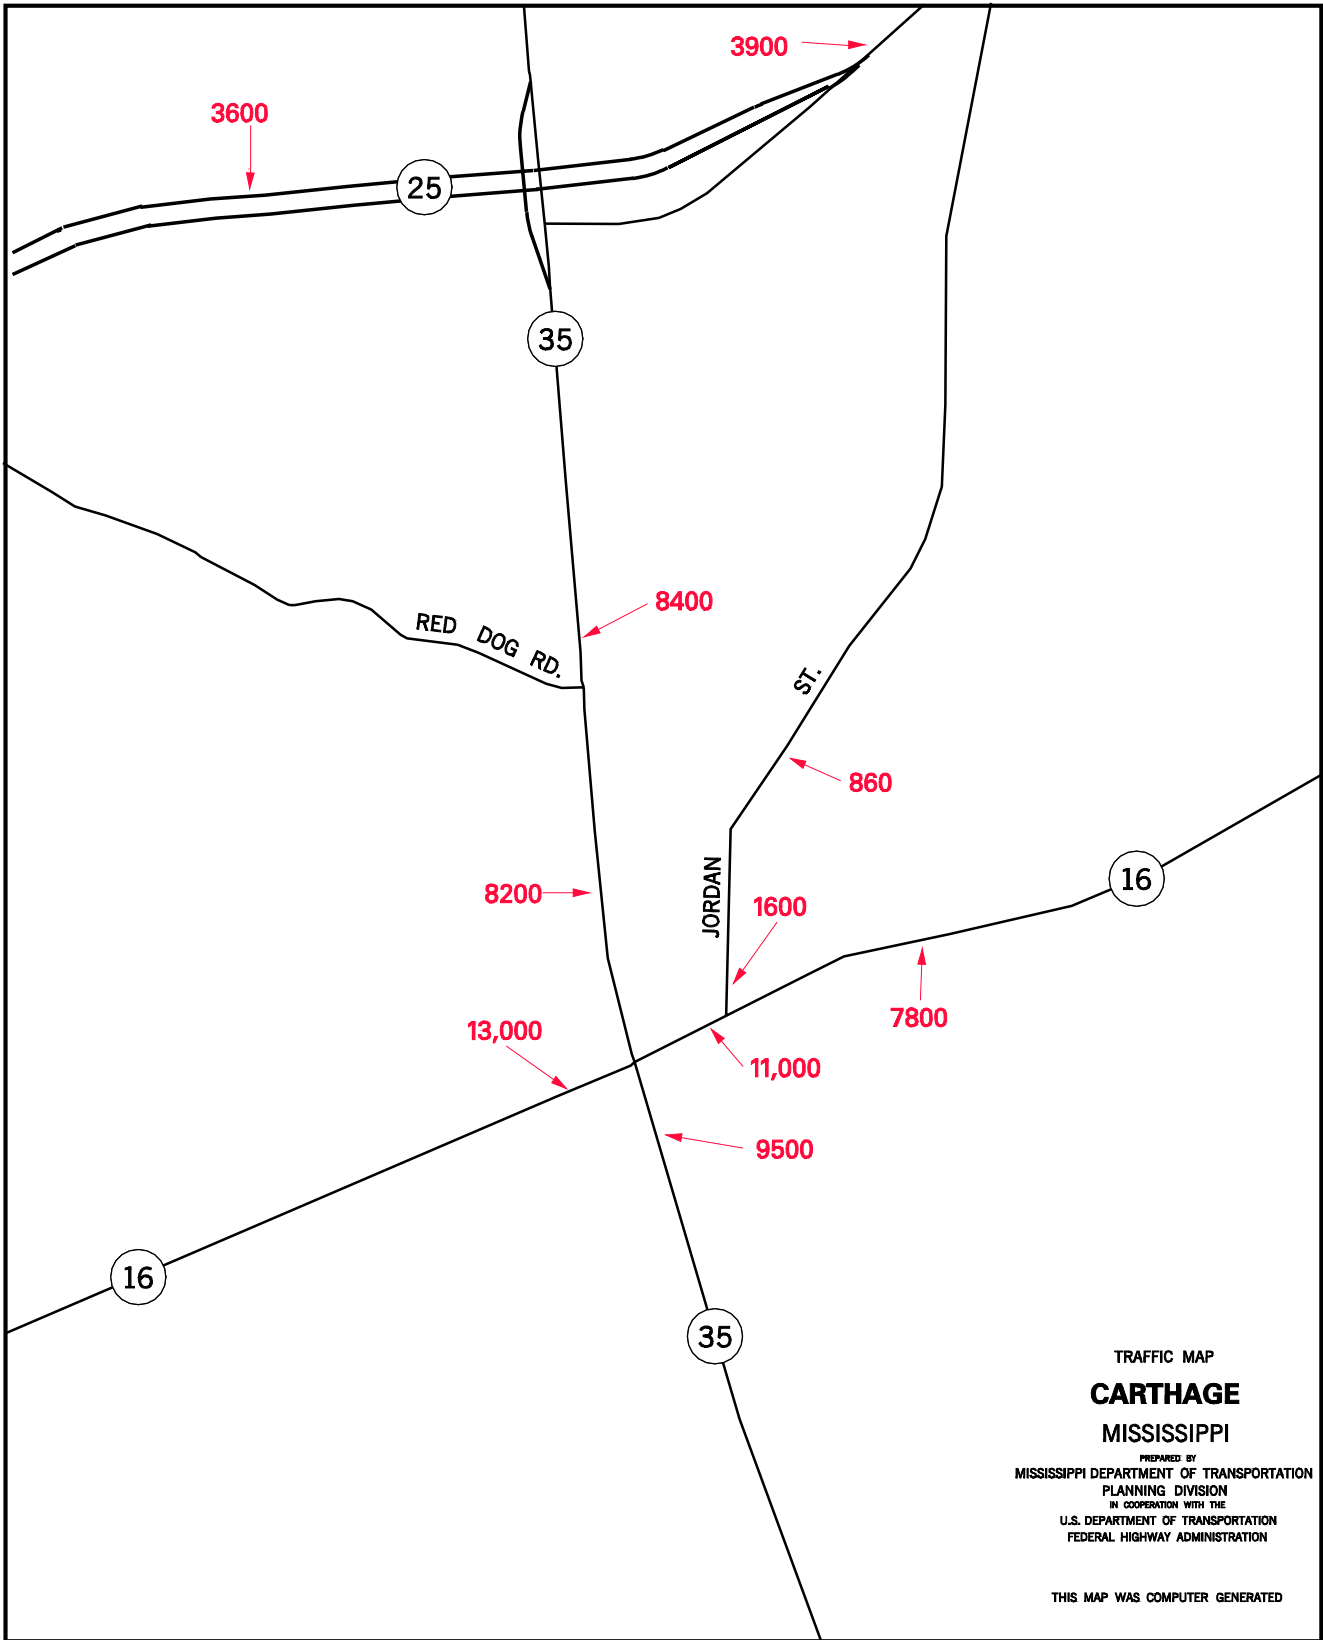 3900
3600
25
35
8400
RED DOG RD.
ST.
860
JORDAN
16
8200
1600
7800
13,000
11,000
9500
16
35
TRAFFIC MAP
CARTHAGE
MISSISSIPPI
PREPARED BY
MISSISSIPPI DEPARTMENT OF TRANSPORTATION
PLANNING DIVISION
IN COOPERATION WITH THE
U.S. DEPARTMENT OF TRANSPORTATION
FEDERAL HIGHWAY ADMINISTRATION
THIS MAP WAS COMPUTER GENERATED